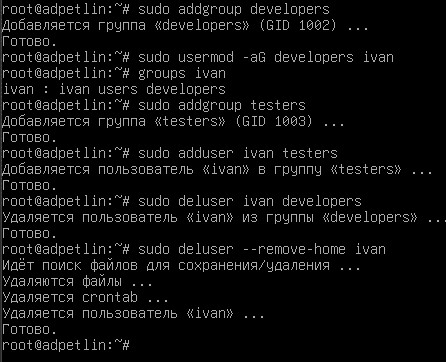 root@adpetlin:~# sudo addgroup developers
Добавляется группа «developers» (GID 1002) ...
Готово.
root@adpetlin:~# sudo usermod -aG developers ivan
root@adpetlin:~# groups ivan
ivan : ivan users developers
root@adpetlin:~# sudo addgroup testers
Добавляется группа «testers» (GID 1003) ...
Готово.
root@adpetlin:~# sudo adduser ivan testers
Добавляется пользователь «ivan» в группу «testers» ...
Готово.
root@adpetlin:~# sudo deluser ivan developers
Удаляется пользователь «ivan» из группы «developers» ...
Готово.
root@adpetlin:~# sudo deluser --remove-home ivan
Идёт поиск файлов для сохранения/удаления ...
Удаляются файлы ...
Удаляется crontab ...
Удаляется пользователь «ivan» ...
Готово.
root@adpetlin:~#